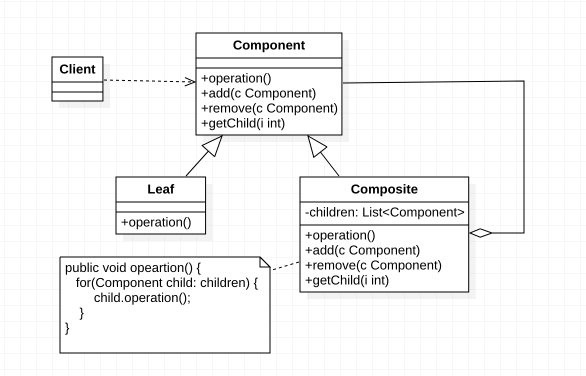 Component
+operation()
+add(c Component)
+remove(c Component)
+getChild(i int)
Client
Leaf
+operation()
Composite
-children: List<Component>
+operation()
+add(c Component)
+remove(c Component)
+getChild(i int)
public void opeartion() {
for(Component child: children) {
child.operation();
}
}